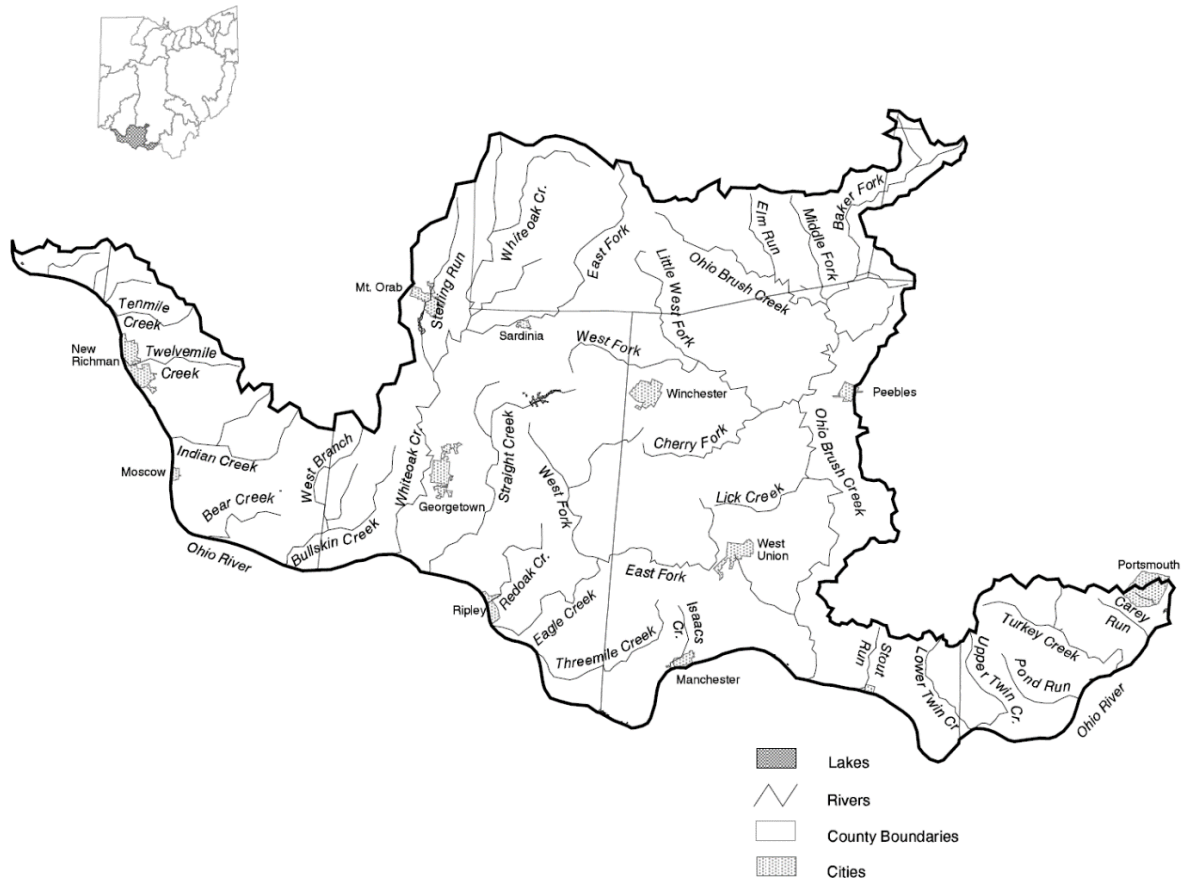 Whiteoak Cr.
East Fork
Elm Run
Middle Fork
Baker Fork
Ohio Brush Creek
Little West Fork
Mt. Orab
Sterling Run
Sardinia
West Fork
Tenmile
Creek
New
Richman
Twelvemile
Creek
Winchester
Peebles
Cherry Fork
Ohio Brush Creek
Indian Creek
Moscow
West Branch
Whiteoak Cr.
Georgetown
Straight Creek
West Fork
Lick Creek
Bear Creek
Ohio River
Bullskin Creek
West
Union
East Fork
Redoak Cr.
Ripley
Eagle Creek
Threemile Creek
Isaacs
Cr.
Manchester
Stout
Run
Lower Twin Cr
Upper Twin Cr.
Pond Run
Turkey Creek
Portsmouth
Carey
Run
Ohio River
Lakes
Rivers
County Boundaries
Cities